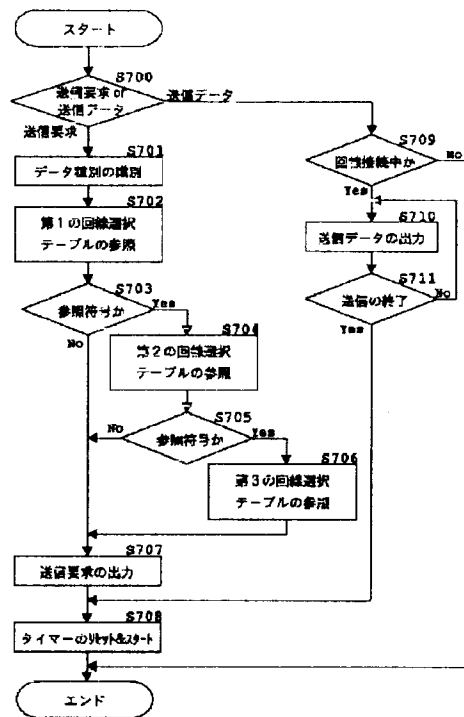 スタート
S700
送信要求 or
送信データ
送信データ
送信要求
S701
データ種別の識別
S702
第1の回線選択
テーブルの参照
S703
参照符号か
Yes
No
S704
第2の回線選択
テーブルの参照
S705
参照符号か
No
Yes
S706
第3の回線選択
テーブルの参照
S707
送信要求の出力
S708
タイマーのリセット&スタート
エンド
S709
回線接続中か
No
Yes
S710
送信データの出力
S711
送信の終了
No
Yes